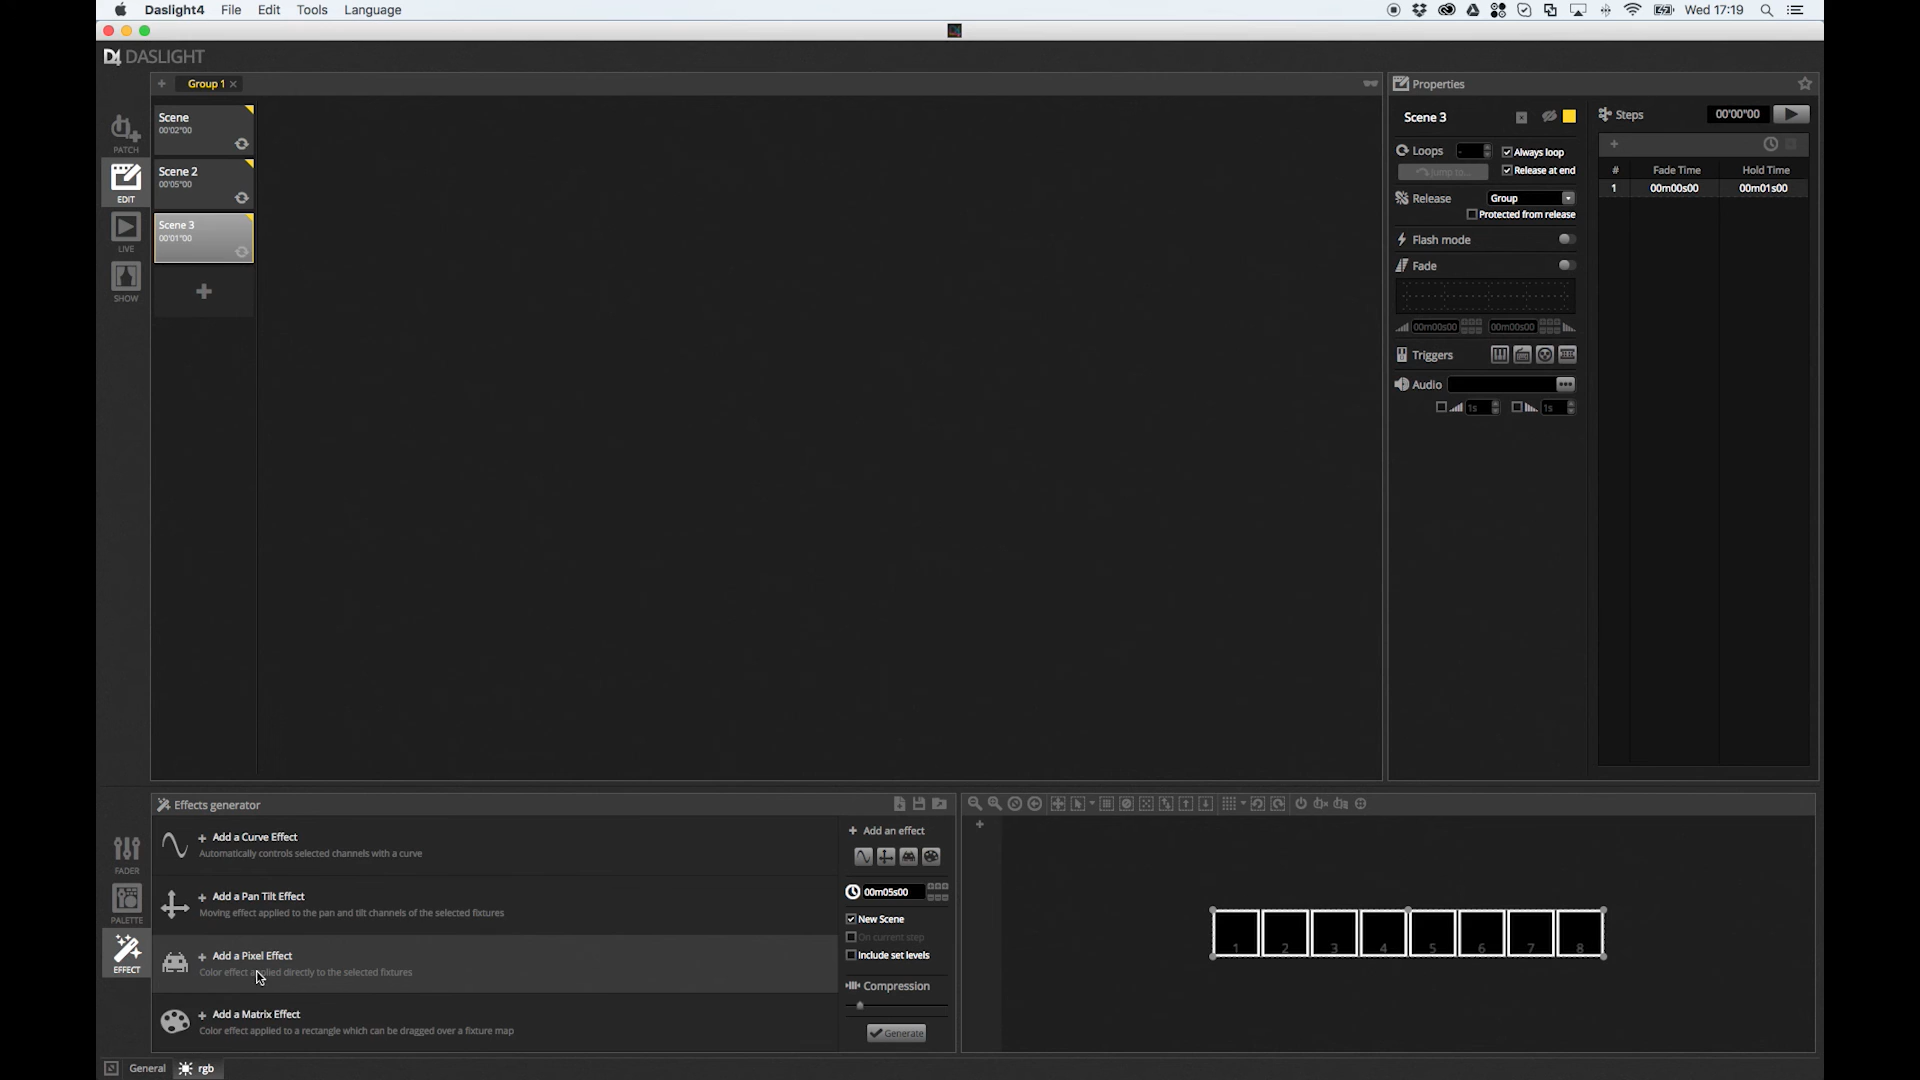 Daslight4 File Edit Tools Language Wed 17:19
DASLIGHT
Group 1
Properties
PATCH
EDIT
LIVE
SHOW
Scene
00'02"00
Scene 2
00'05"00
Scene 3
00'01"00
Scene 3
Loops -
Always loop
Jump to...
Release at end
Release Group
Protected from release
Flash mode
Fade
00m00s00 00m00s00
Triggers
Audio
1s 1s
Steps 00'00"00
# Fade Time Hold Time
1 00m00s00 00m01s00
FADER
PALETTE
EFFECT
Effects generator
+ Add a Curve Effect
Automatically controls selected channels with a curve
+ Add a Pan Tilt Effect
Moving effect applied to the pan and tilt channels of the selected fixtures
+ Add a Pixel Effect
Color effect applied directly to the selected fixtures
+ Add a Matrix Effect
Color effect applied to a rectangle which can be dragged over a fixture map
+ Add an effect
00m05s00
New Scene
On current step
Include set levels
Compression
Generate
1 2 3 4 5 6 7 8
General rgb